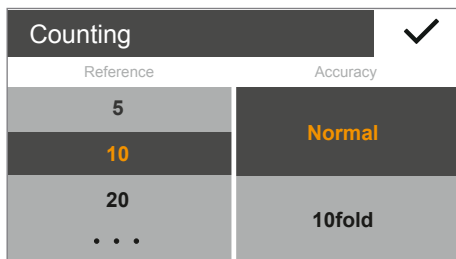 Counting
Reference Accuracy
5
10
20
. . .
Normal
10fold